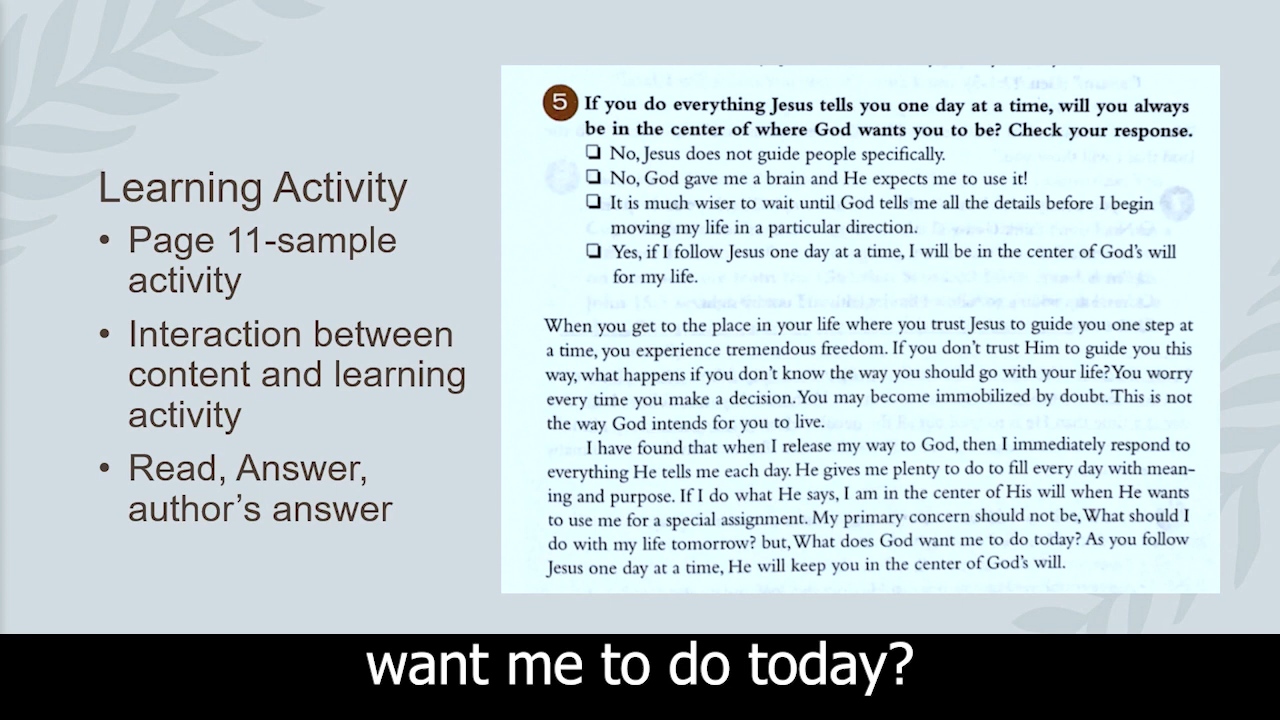 Learning Activity
• Page 11-sample
activity
• Interaction between
content and learning
activity
• Read, Answer,
author’s answer
5 If you do everything Jesus tells you one day at a time, will you always
be in the center of where God wants you to be? Check your response.
❏ No, Jesus does not guide people specifically.
❏ No, God gave me a brain and He expects me to use it!
❏ It is much wiser to wait until God tells me all the details before I begin
moving my life in a particular direction.
❏ Yes, if I follow Jesus one day at a time, I will be in the center of God’s will
for my life.
When you get to the place in your life where you trust Jesus to guide you one step at
a time, you experience tremendous freedom. If you don’t trust Him to guide you this
way, what happens if you don’t know the way you should go with your life? You worry
every time you make a decision. You may become immobilized by doubt. This is not
the way God intends for you to live.
I have found that when I release my way to God, then I immediately respond to
everything He tells me each day. He gives me plenty to do to fill every day with mean-
ing and purpose. If I do what He says, I am in the center of His will when He wants
to use me for a special assignment. My primary concern should not be, What should I
do with my life tomorrow? but, What does God want me to do today? As you follow
Jesus one day at a time, He will keep you in the center of God’s will.
want me to do today?